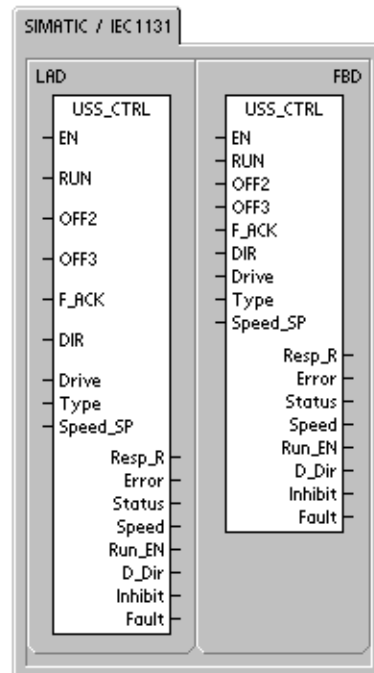 SIMATIC / IEC1131
LAD
USS_CTRL
EN
RUN
OFF2
OFF3
F_ACK
DIR
Drive
Type
Speed_SP
Resp_R
Error
Status
Speed
Run_EN
D_Dir
Inhibit
Fault
FBD
USS_CTRL
EN
RUN
OFF2
OFF3
F_ACK
DIR
Drive
Type
Speed_SP
Resp_R
Error
Status
Speed
Run_EN
D_Dir
Inhibit
Fault